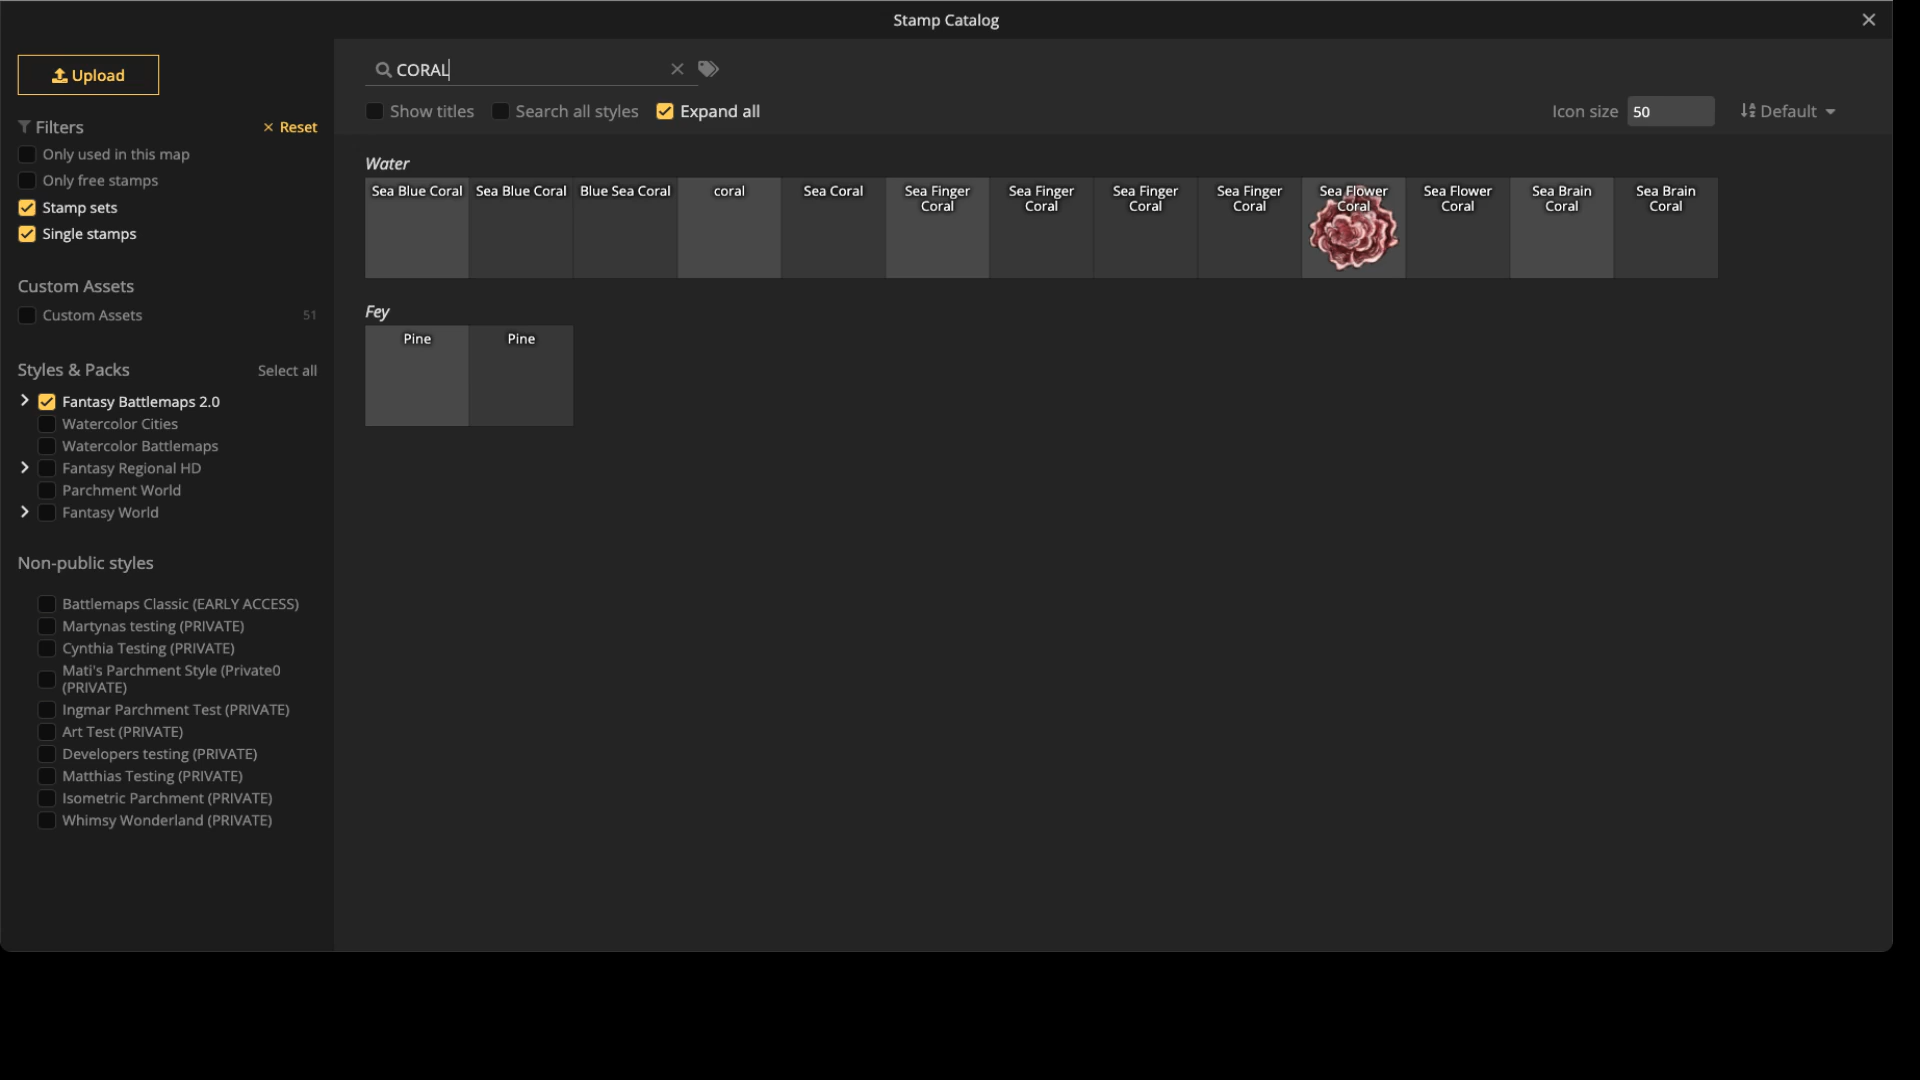 Stamp Catalog
Upload
CORAL
Show titles
Search all styles
Expand all
Icon size
50
Default
Filters
Reset
Only used in this map
Only free stamps
Stamp sets
Single stamps
Custom Assets
Custom Assets
51
Styles & Packs
Select all
Fantasy Battlemaps 2.0
Watercolor Cities
Watercolor Battlemaps
Fantasy Regional HD
Parchment World
Fantasy World
Non-public styles
Battlemaps Classic (EARLY ACCESS)
Martynas testing (PRIVATE)
Cynthia Testing (PRIVATE)
Mati's Parchment Style (Private0
(PRIVATE)
Ingmar Parchment Test (PRIVATE)
Art Test (PRIVATE)
Developers testing (PRIVATE)
Matthias Testing (PRIVATE)
Isometric Parchment (PRIVATE)
Whimsy Wonderland (PRIVATE)
Water
Sea Blue Coral
Sea Blue Coral
Blue Sea Coral
coral
Sea Coral
Sea Finger
Coral
Sea Finger
Coral
Sea Finger
Coral
Sea Finger
Coral
Sea Flower
Coral
Sea Flower
Coral
Sea Brain
Coral
Sea Brain
Coral
Fey
Pine
Pine